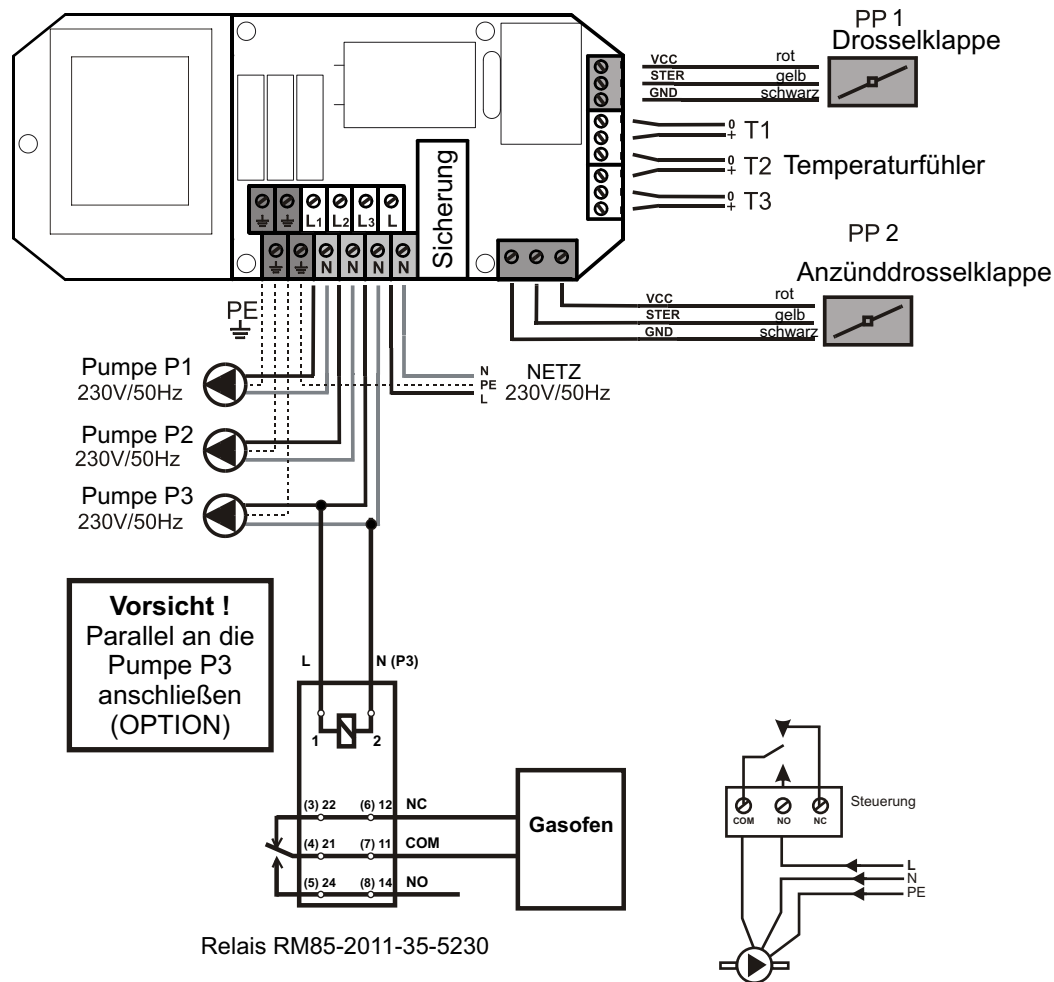 PP 1
Drosselklappe
VCC rot
STER gelb
GND schwarz
0
+ T1
0
+ T2 Temperaturfühler
0
+ T3
Sicherung
L1 L2 L3 L
N N N N
PP 2
Anzünddrosselklappe
VCC rot
STER gelb
GND schwarz
PE
Pumpe P1
230V/50Hz
N
PE
L
NETZ
230V/50Hz
Pumpe P2
230V/50Hz
Pumpe P3
230V/50Hz
Vorsicht !
Parallel an die
Pumpe P3
anschließen
(OPTION)
L N (P3)
1 2
(3) 22 (6) 12 NC
(4) 21 (7) 11 COM
(5) 24 (8) 14 NO
Gasofen
Relais RM85-2011-35-5230
Steuerung
COM NO NC
L
N
PE